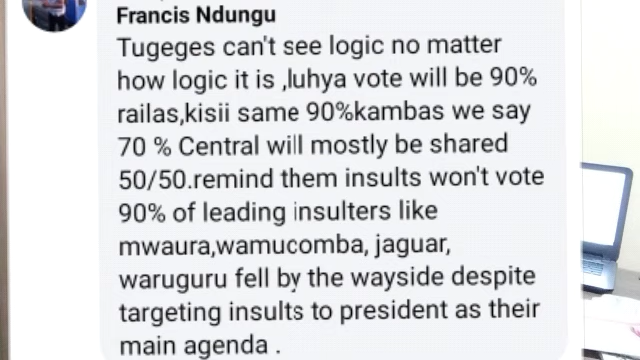 Francis Ndungu
Tugeges can't see logic no matter
how logic it is ,luhya vote will be 90%
railas,kisii same 90%kambas we say
70 % Central will mostly be shared
50/50.remind them insults won't vote
90% of leading insulters like
mwaura,wamucomba, jaguar,
waruguru fell by the wayside despite
targeting insults to president as their
main agenda .